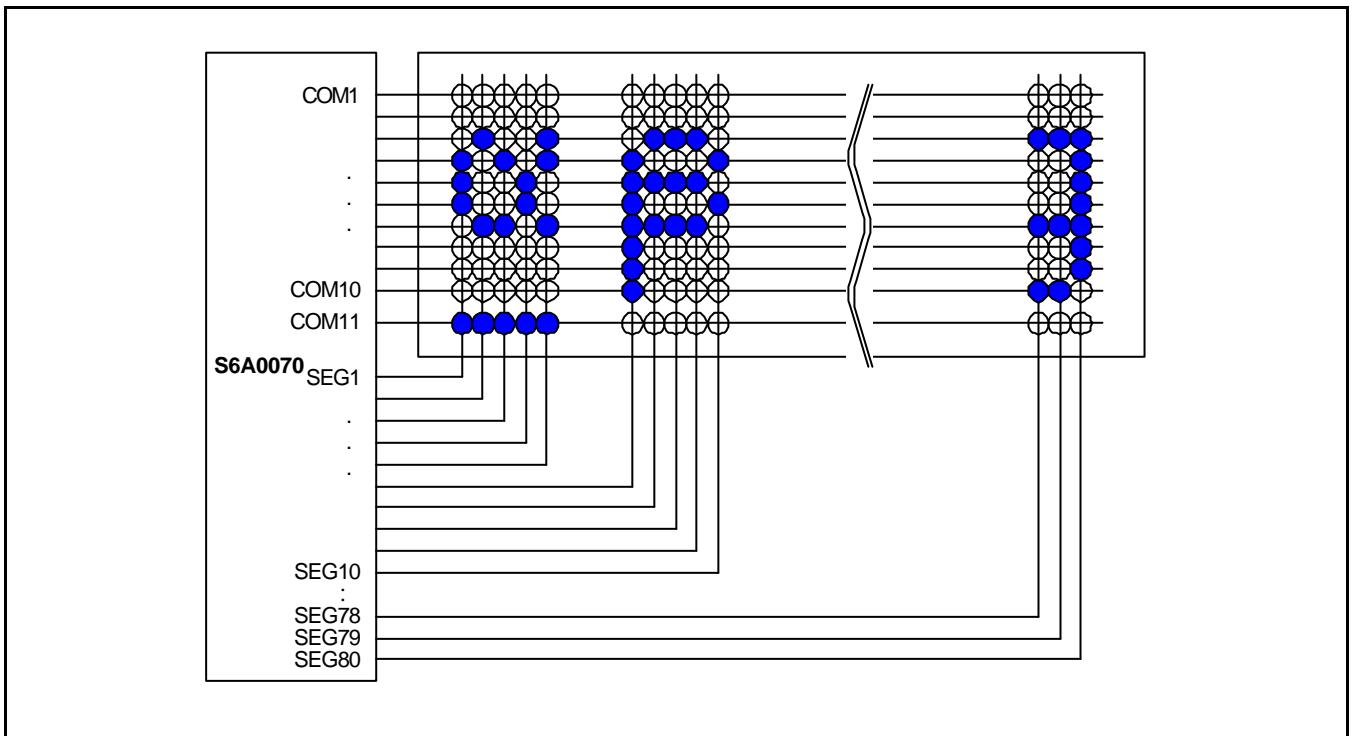 COM1
.
.
.
COM10
COM11
S6A0070 SEG1
.
.
.
SEG10
:
SEG78
SEG79
SEG80